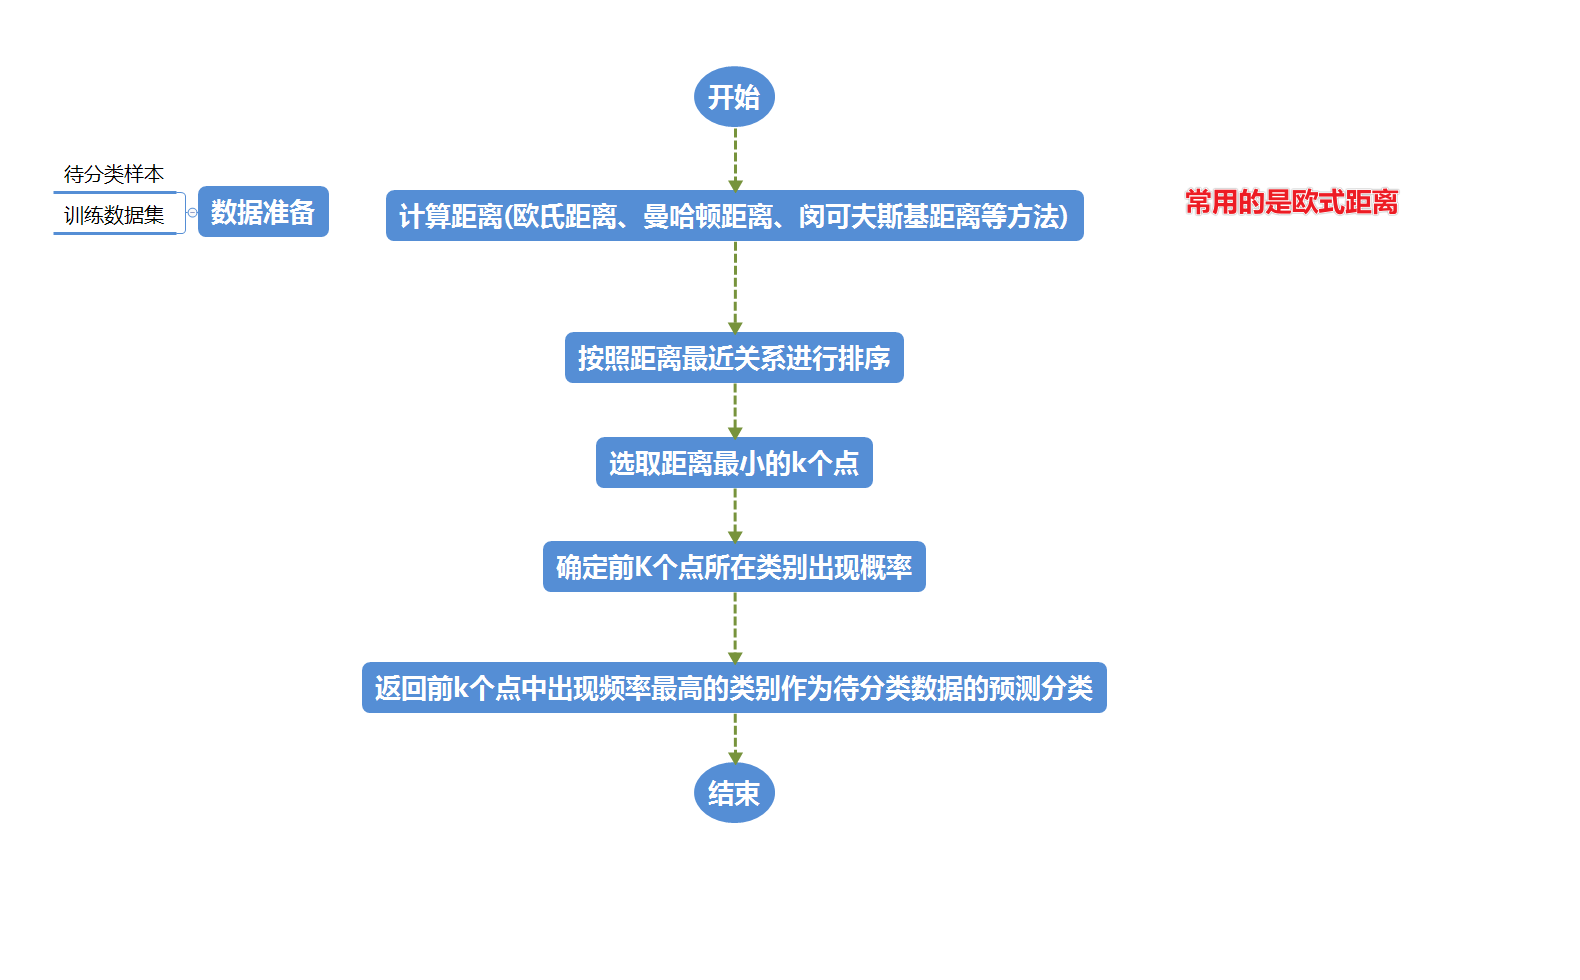 开始
待分类样本
训练数据集
数据准备
计算距离(欧氏距离、曼哈顿距离、闵可夫斯基距离等方法)
常用的是欧式距离
按照距离最近关系进行排序
选取距离最小的k个点
确定前K个点所在类别出现概率
返回前k个点中出现频率最高的类别作为待分类数据的预测分类
结束